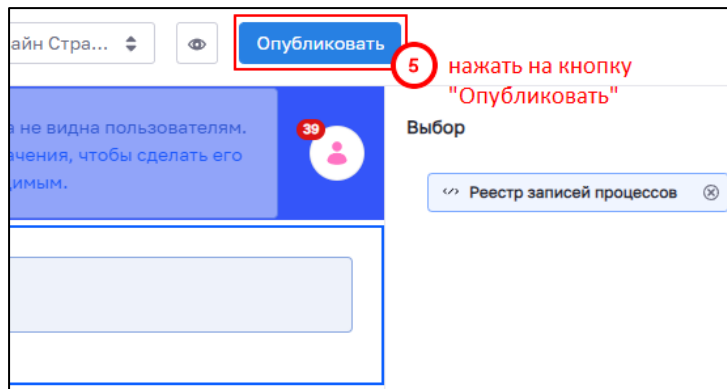 айн Стра...
Опубликовать
5 нажать на кнопку
"Опубликовать"
а не видна пользователям.
ачения, чтобы сделать его
димым.
39
Выбор
</> Реестр записей процессов